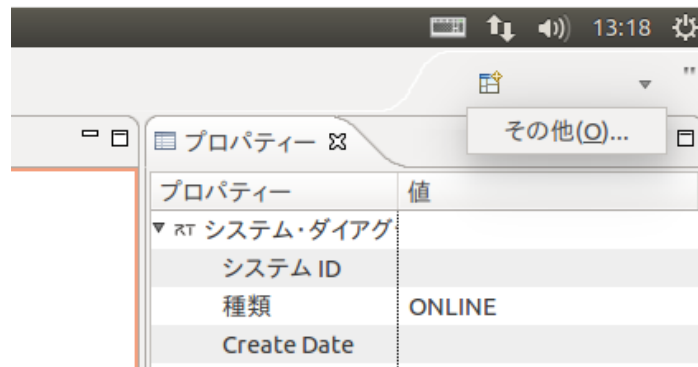 13:18
その他(O)...
プロパティー
プロパティー 値
RT システム・ダイアグ
システム ID
種類 ONLINE
Create Date